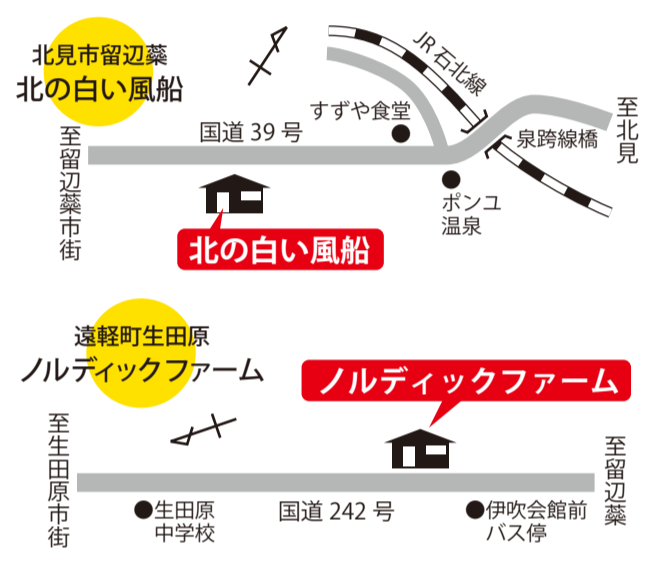 北見市留辺蘂
北の白い風船
至留辺蘂市街
国道 39 号
すずや食堂
JR 石北線
泉跨線橋
至北見
ポンユ
温泉
北の白い風船
遠軽町生田原
ノルディックファーム
ノルディックファーム
至生田原市街
生田原
中学校
国道 242 号
伊吹会館前
バス停
至留辺蘂